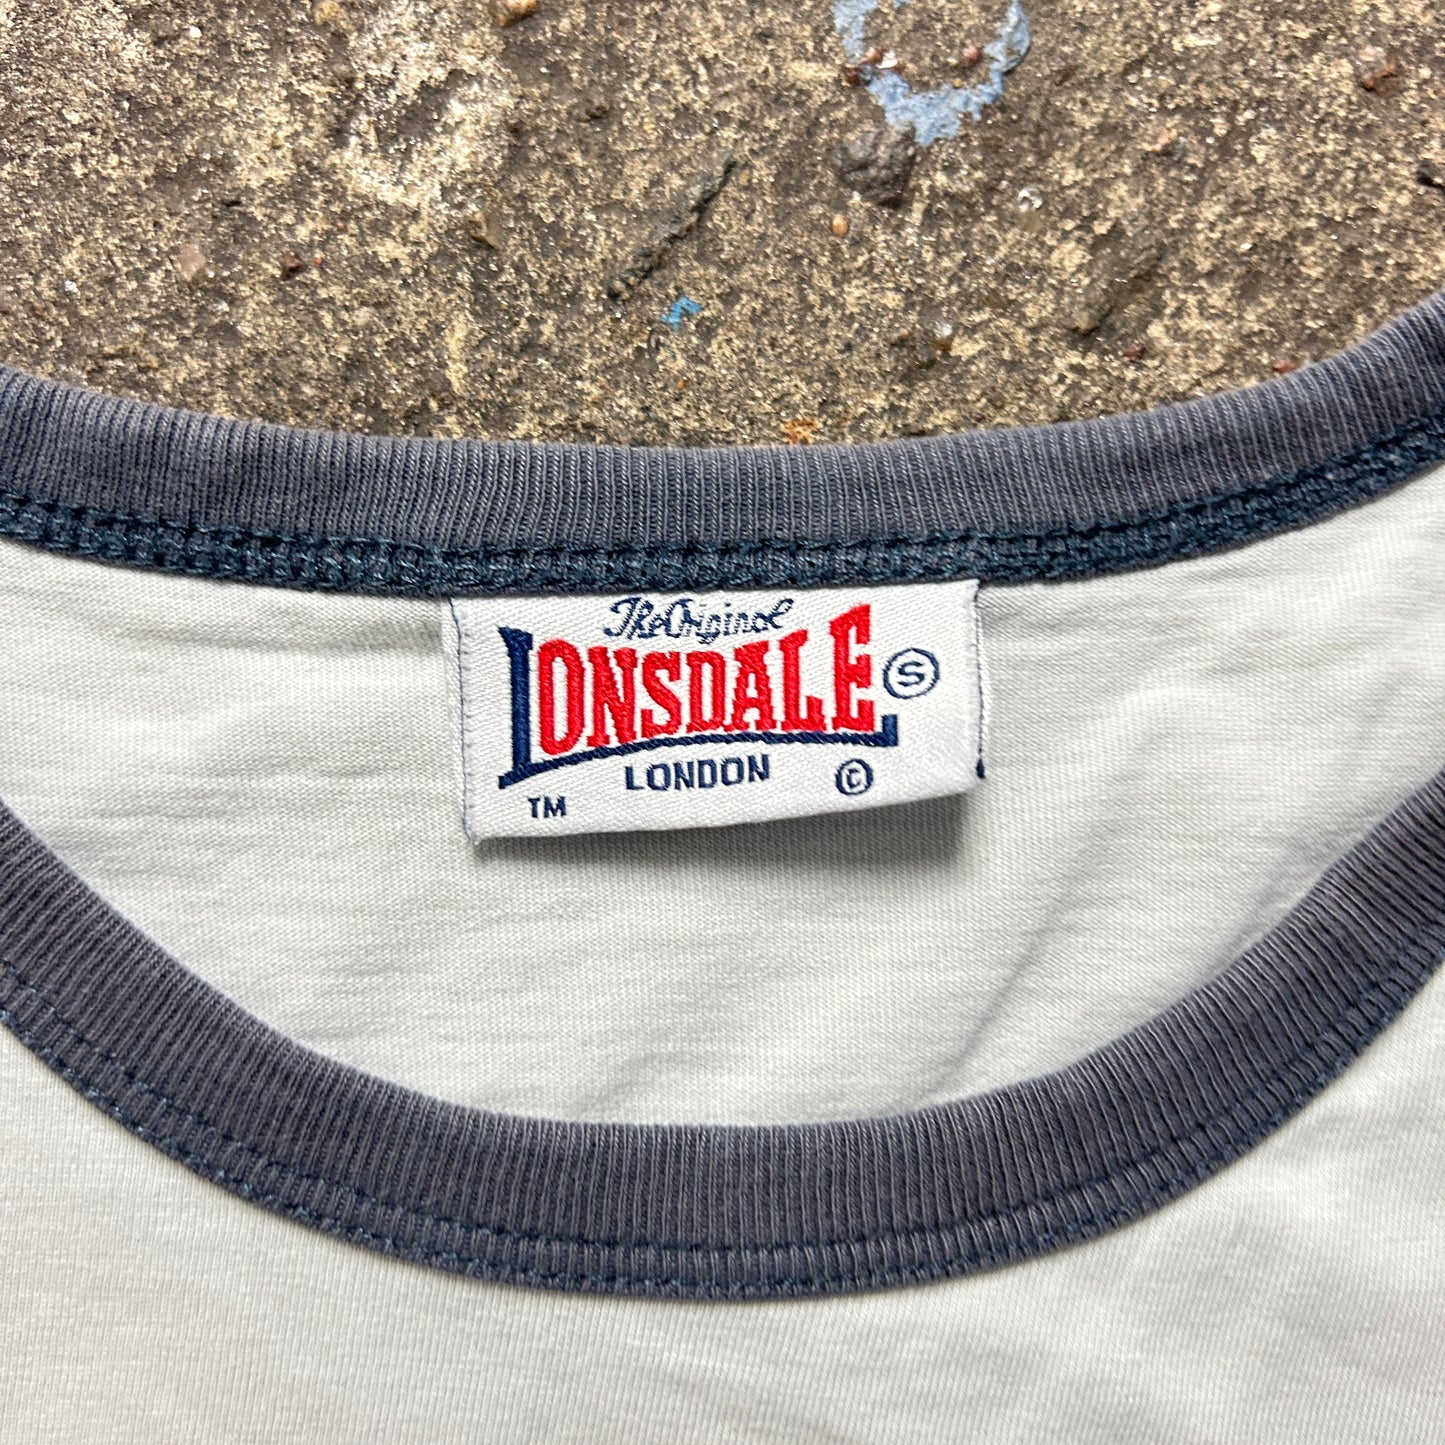 The Original
LONSDALE Ⓢ
LONDON ©
TM